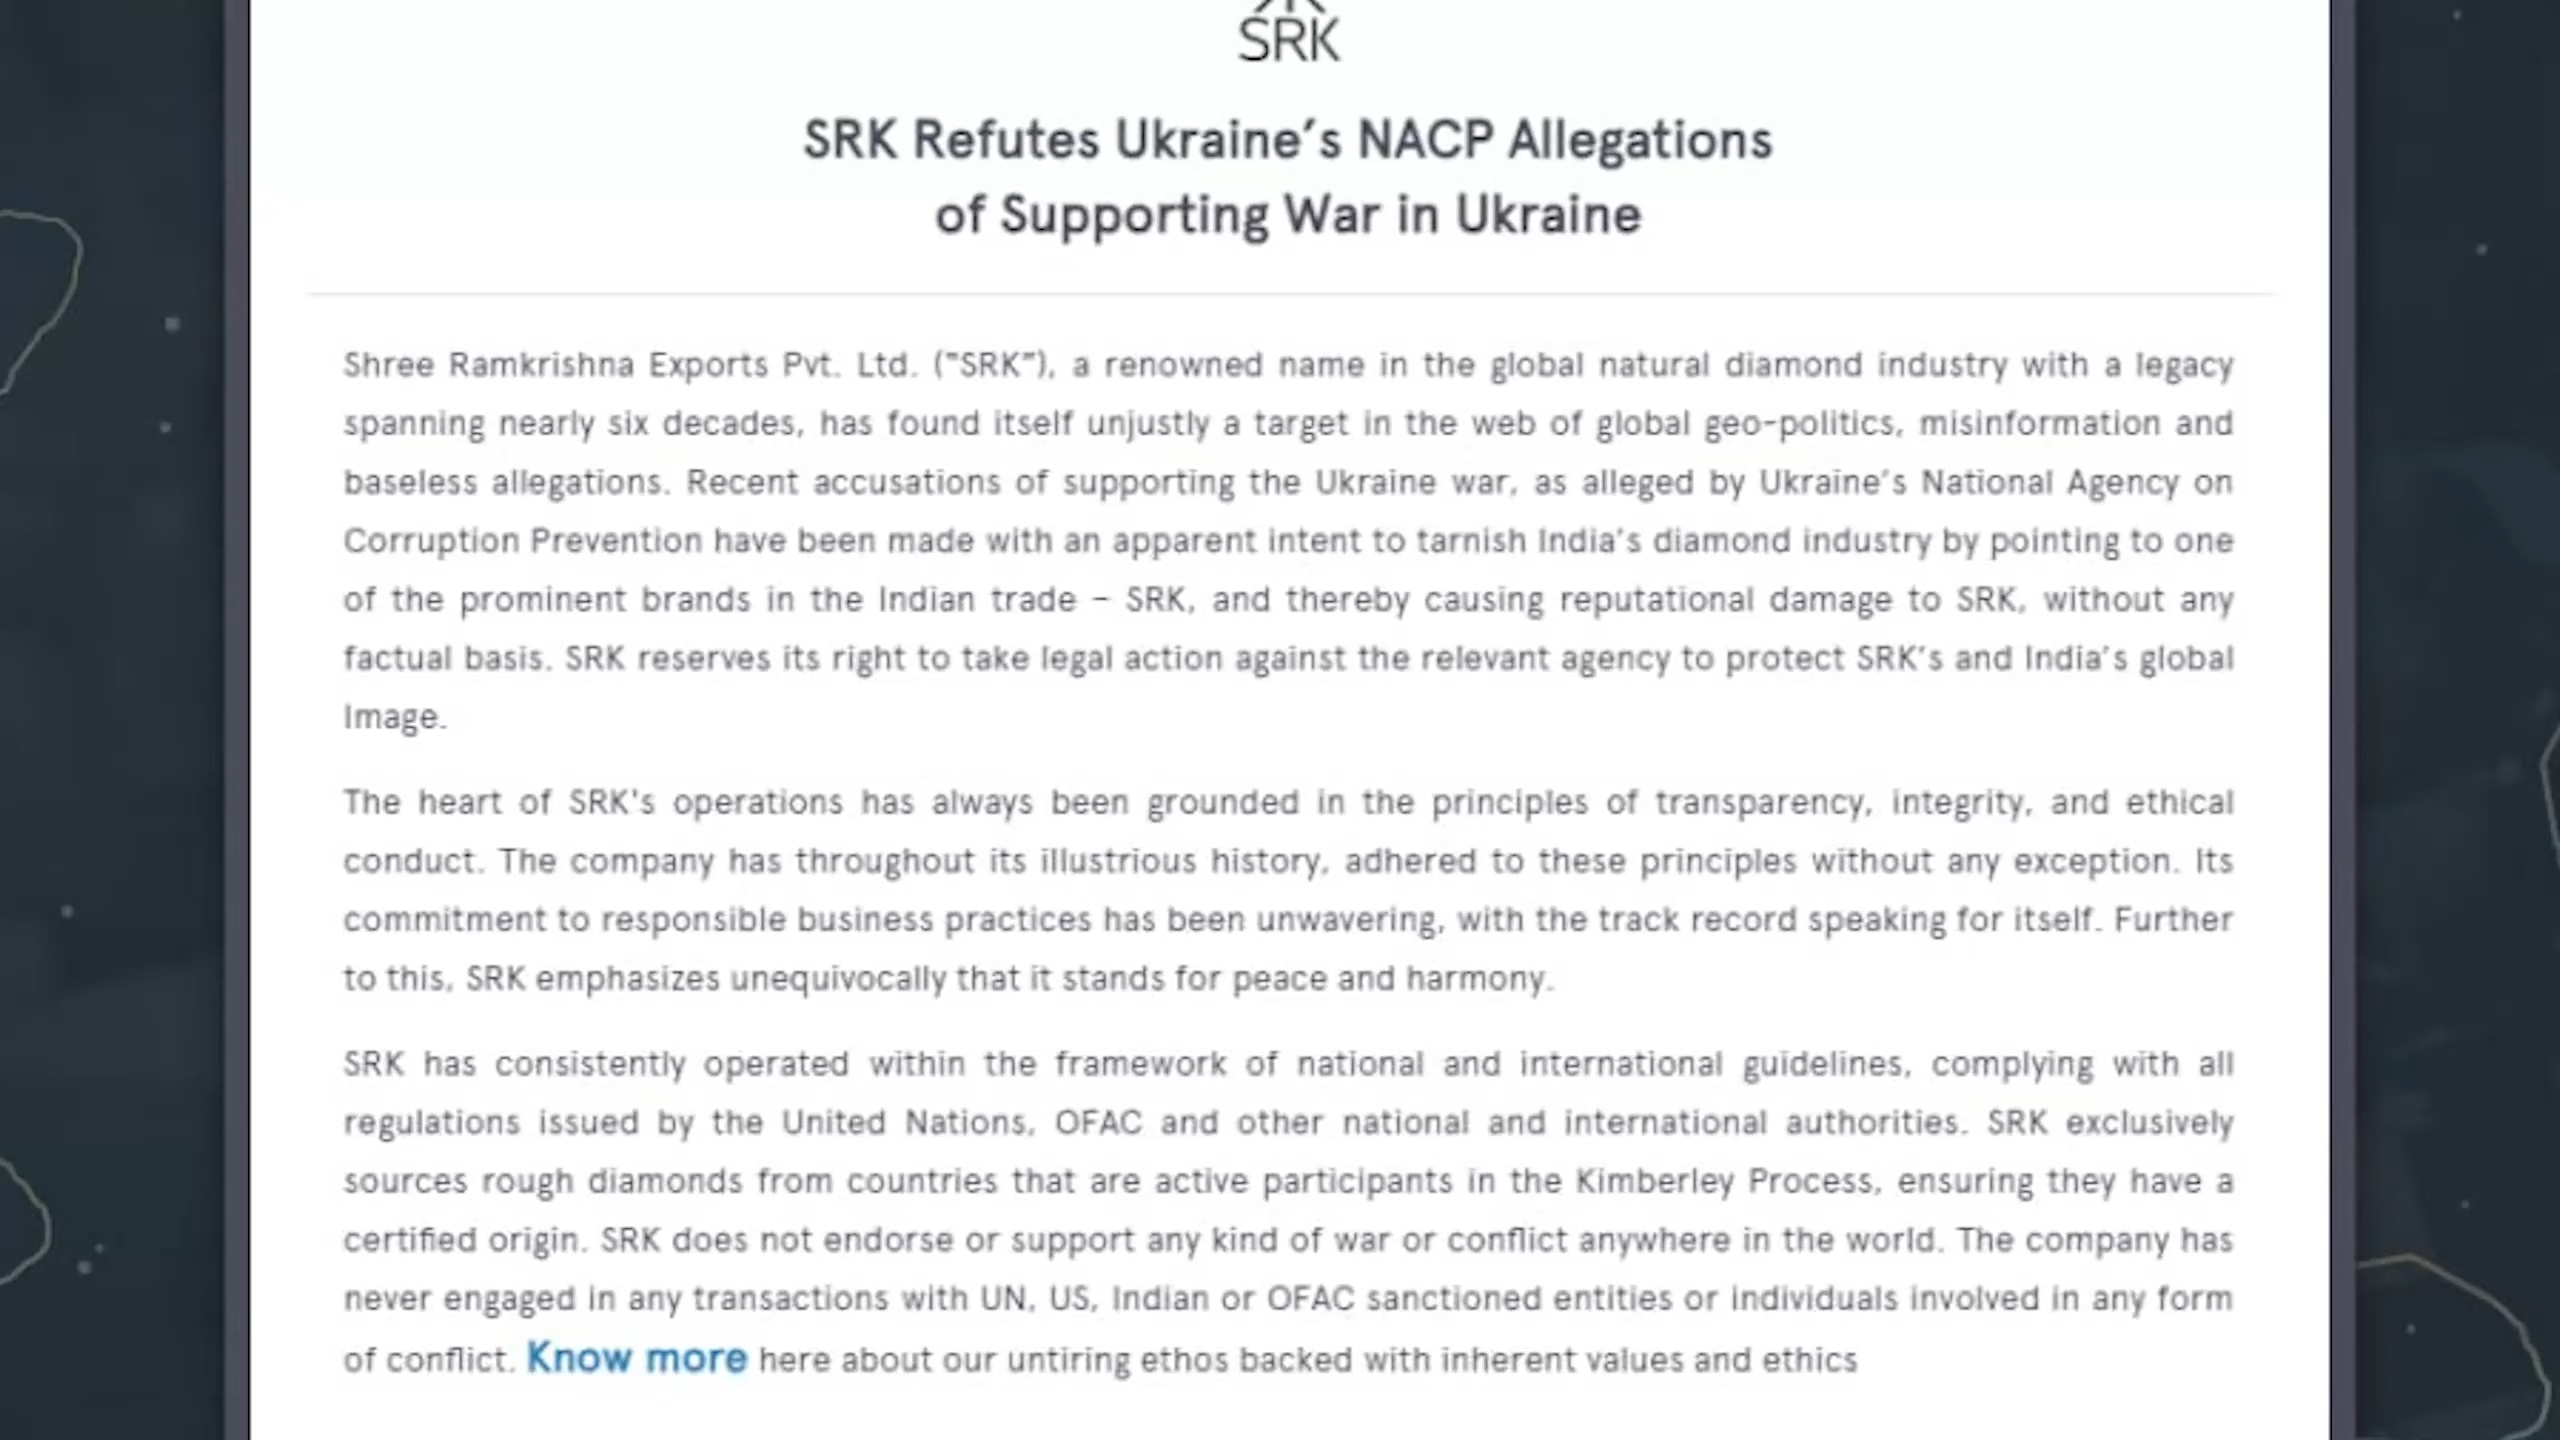 SRK
SRK Refutes Ukraine's NACP Allegations
of Supporting War in Ukraine
Shree Ramkrishna Exports Pvt. Ltd. ("SRK"), a renowned name in the global natural diamond industry with a legacy
spanning nearly six decades, has found itself unjustly a target in the web of global geo-politics, misinformation and
baseless allegations. Recent accusations of supporting the Ukraine war, as alleged by Ukraine's National Agency on
Corruption Prevention have been made with an apparent intent to tarnish India's diamond industry by pointing to one
of the prominent brands in the Indian trade – SRK, and thereby causing reputational damage to SRK, without any
factual basis. SRK reserves its right to take legal action against the relevant agency to protect SRK's and India's global
Image.
The heart of SRK's operations has always been grounded in the principles of transparency, integrity, and ethical
conduct. The company has throughout its illustrious history, adhered to these principles without any exception. Its
commitment to responsible business practices has been unwavering, with the track record speaking for itself. Further
to this, SRK emphasizes unequivocally that it stands for peace and harmony.
SRK has consistently operated within the framework of national and international guidelines, complying with all
regulations issued by the United Nations, OFAC and other national and international authorities. SRK exclusively
sources rough diamonds from countries that are active participants in the Kimberley Process, ensuring they have a
certified origin. SRK does not endorse or support any kind of war or conflict anywhere in the world. The company has
never engaged in any transactions with UN, US, Indian or OFAC sanctioned entities or individuals involved in any form
of conflict. Know more here about our untiring ethos backed with inherent values and ethics